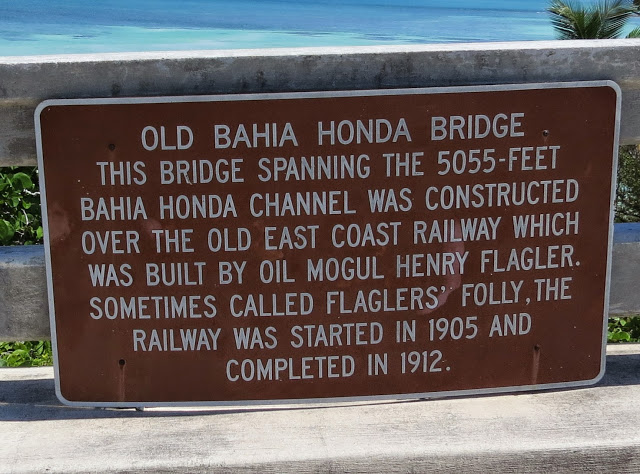 OLD BAHIA HONDA BRIDGE
THIS BRIDGE SPANNING THE 5055-FEET
BAHIA HONDA CHANNEL WAS CONSTRUCTED
OVER THE OLD EAST COAST RAILWAY WHICH
WAS BUILT BY OIL MOGUL HENRY FLAGLER.
SOMETIMES CALLED FLAGLERS' FOLLY, THE
RAILWAY WAS STARTED IN 1905 AND
COMPLETED IN 1912.